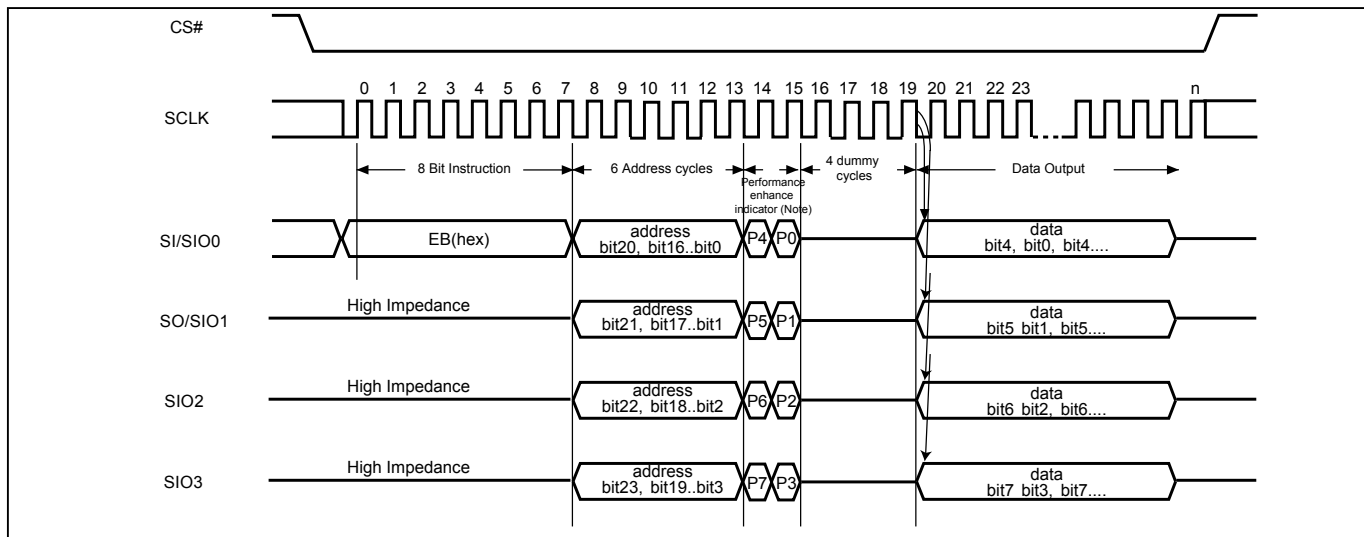 CS#
0 1 2 3 4 5 6 7 8 9 10 11 12 13 14 15 16 17 18 19 20 21 22 23 n
SCLK
8 Bit Instruction 6 Address cycles Performance enhance indicator (Note) 4 dummy cycles Data Output
SI/SIO0 EB(hex) address bit20, bit16..bit0 P4 P0 data bit4, bit0, bit4....
SO/SIO1 High Impedance address bit21, bit17..bit1 P5 P1 data bit5 bit1, bit5....
SIO2 High Impedance address bit22, bit18..bit2 P6 P2 data bit6 bit2, bit6....
SIO3 High Impedance address bit23, bit19..bit3 P7 P3 data bit7 bit3, bit7....